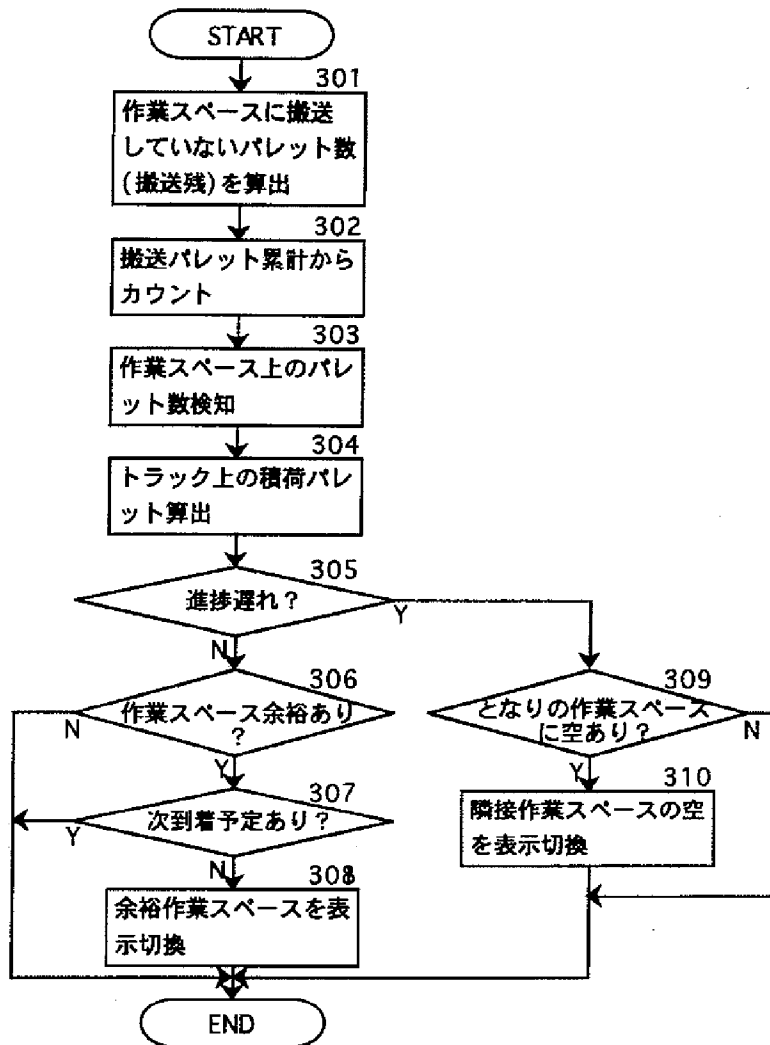 START
301
作業スペースに搬送
していないパレット数
(搬送残)を算出
302
搬送パレット累計から
カウント
303
作業スペース上のパレ
ット数検知
304
トラック上の積荷パレ
ット算出
305
進捗遅れ?
Y
N
306
作業スペース余裕あり
?
N
Y
309
となりの作業スペース
に空あり?
N
Y
307
次到着予定あり?
Y
N
310
隣接作業スペースの空
を表示切換
308
余裕作業スペースを表
示切換
END